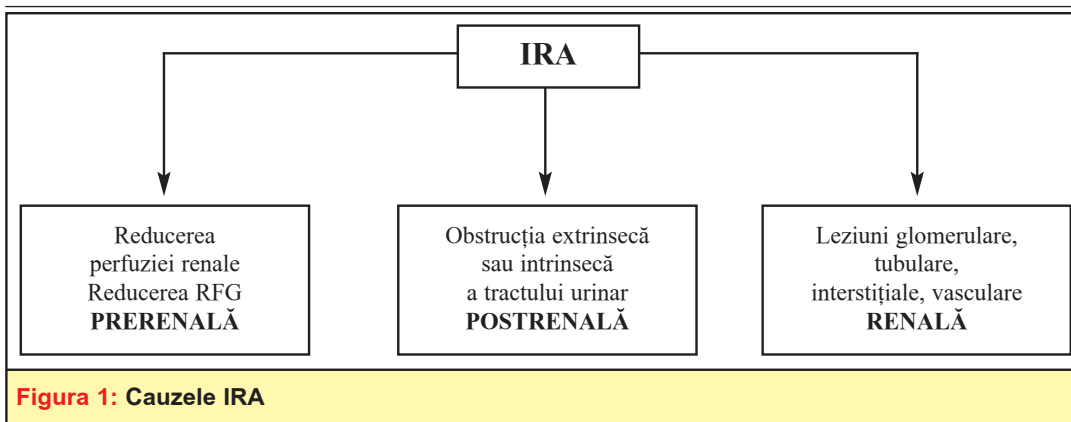 IRA
Reducerea
perfuziei renale
Reducerea RFG
PRERENALĂ
Obstrucția extrinsecă
sau intrinsecă
a tractului urinar
POSTRENALĂ
Leziuni glomerulare,
tubulare,
interstițiale, vasculare
RENALĂ
Figura 1: Cauzele IRA